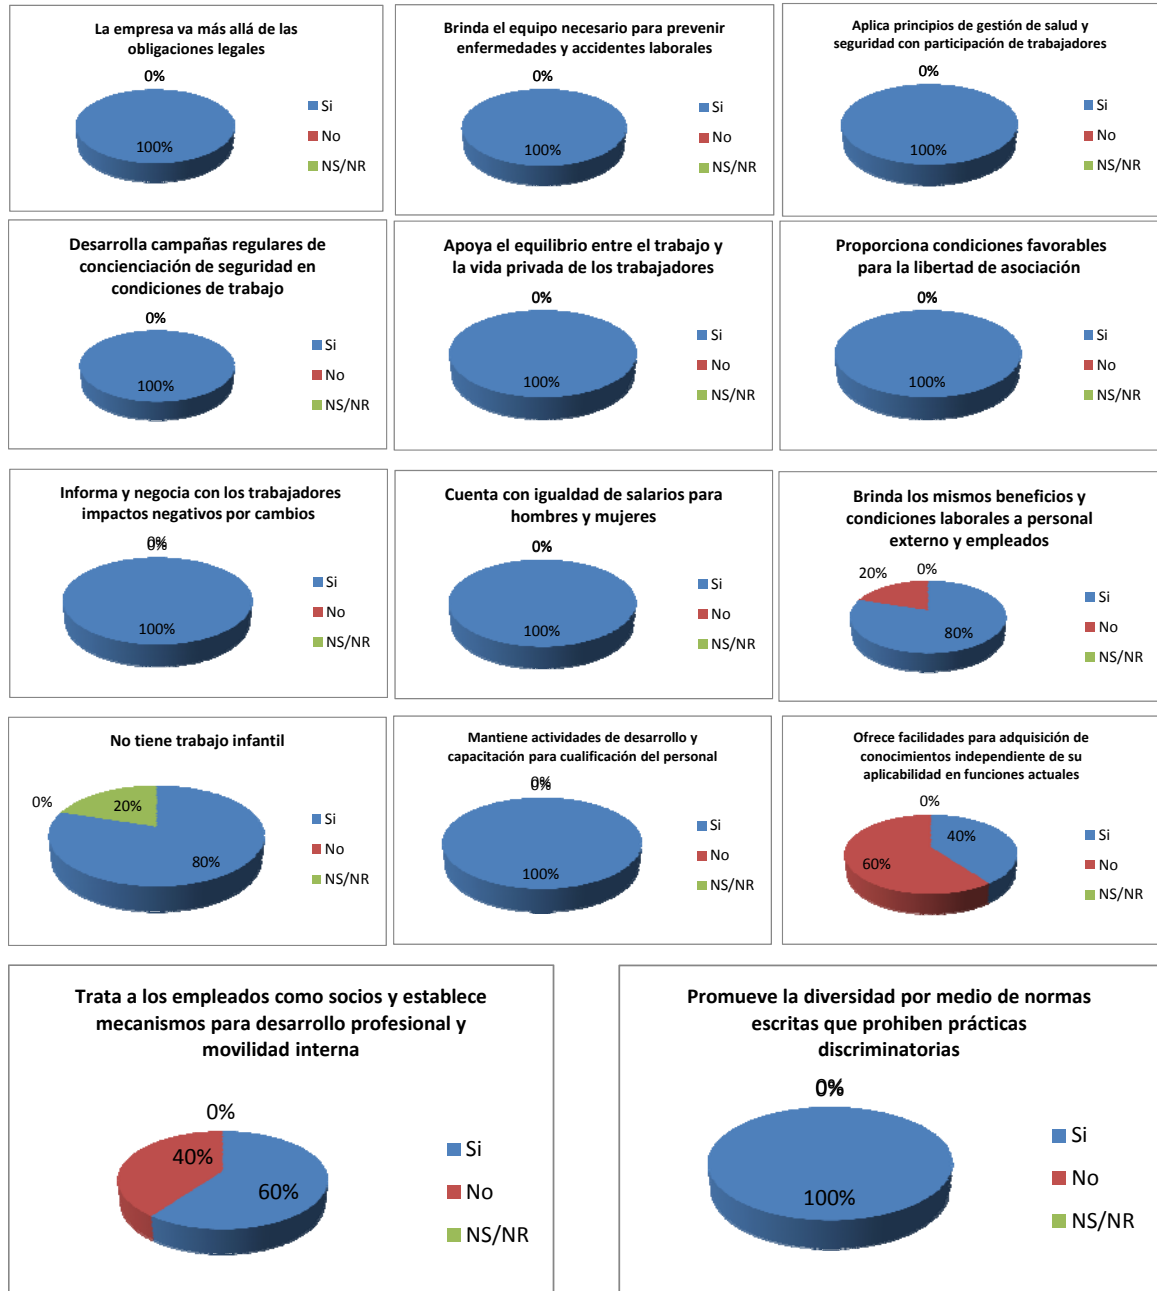 La empresa va más allá de las
obligaciones legales
0%
100%
Si
No
NS/NR
Brinda el equipo necesario para prevenir
enfermedades y accidentes laborales
0%
100%
Si
No
NS/NR
Aplica principios de gestión de salud y
seguridad con participación de trabajadores
0%
100%
Si
No
NS/NR
Desarrolla campañas regulares de
concienciación de seguridad en
condiciones de trabajo
0%
100%
Si
No
NS/NR
Apoya el equilibrio entre el trabajo y
la vida privada de los trabajadores
0%
100%
Si
No
NS/NR
Proporciona condiciones favorables
para la libertad de asociación
0%
100%
Si
No
NS/NR
Informa y negocia con los trabajadores
impactos negativos por cambios
0%
0%
100%
Si
No
NS/NR
Cuenta con igualdad de salarios para
hombres y mujeres
0%
100%
Si
No
NS/NR
Brinda los mismos beneficios y
condiciones laborales a personal
externo y empleados
20%
0%
80%
Si
No
NS/NR
No tiene trabajo infantil
0%
20%
80%
Si
No
NS/NR
Mantiene actividades de desarrollo y
capacitación para cualificación del personal
0%
0%
100%
Si
No
NS/NR
Ofrece facilidades para adquisición de
conocimientos independiente de su
aplicabilidad en funciones actuales
0%
40%
60%
Si
No
NS/NR
Trata a los empleados como socios y establece
mecanismos para desarrollo profesional y
movilidad interna
0%
40%
60%
Si
No
NS/NR
Promueve la diversidad por medio de normas
escritas que prohiben prácticas
discriminatorias
0%
0%
100%
Si
No
NS/NR